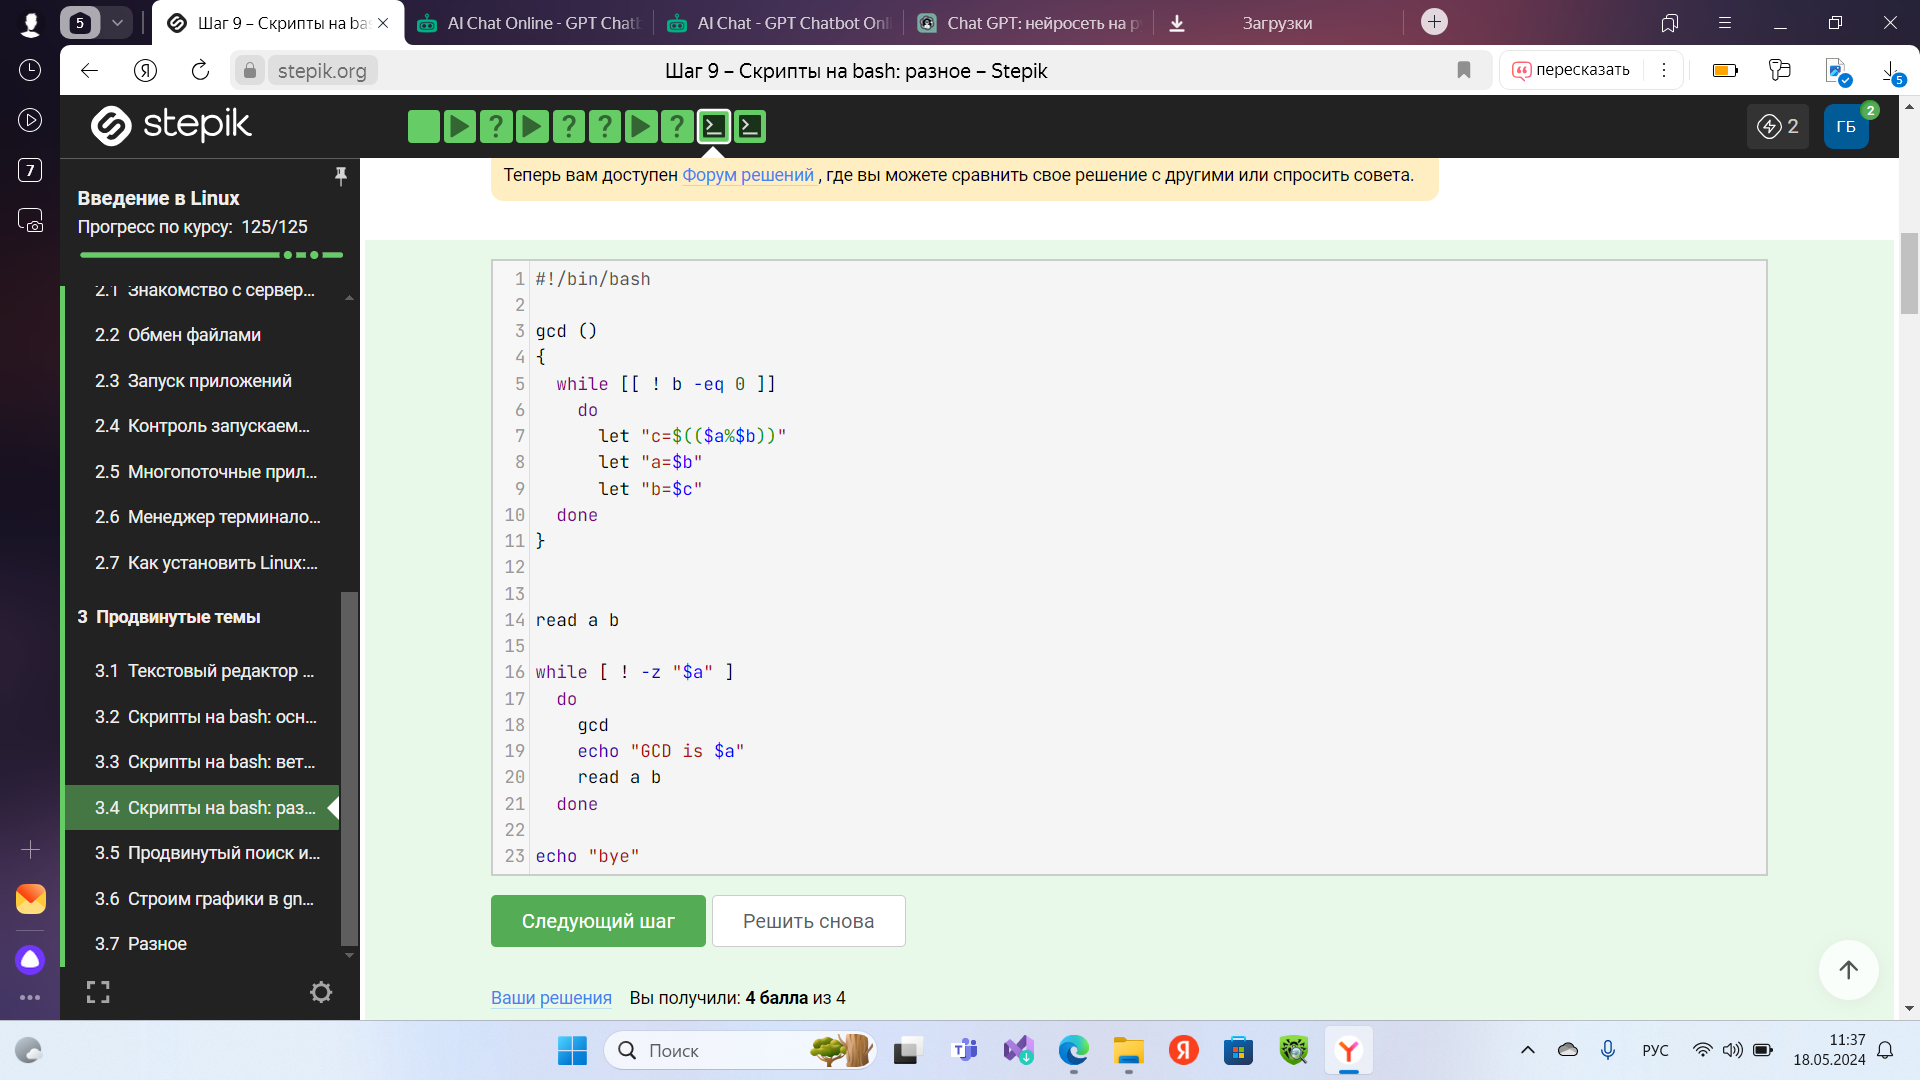 5
Шаг 9 – Скрипты на ba
AI Chat Online - GPT Chatb
AI Chat - GPT Chatbot Onl
Chat GPT: нейросеть на р
Загрузки
stepik.org
Шаг 9 – Скрипты на bash: разное – Stepik
пересказать
5
7
stepik
2
ГБ
2
Введение в Linux
Прогресс по курсу: 125/125
2.1 Знакомство с сервер...
2.2 Обмен файлами
2.3 Запуск приложений
2.4 Контроль запускаем...
2.5 Многопоточные прил...
2.6 Менеджер терминало...
2.7 Как установить Linux:...
3 Продвинутые темы
3.1 Текстовый редактор ...
3.2 Скрипты на bash: осн...
3.3 Скрипты на bash: вет...
3.4 Скрипты на bash: раз...
3.5 Продвинутый поиск и...
3.6 Строим графики в gn...
3.7 Разное
Теперь вам доступен Форум решений , где вы можете сравнить свое решение с другими или спросить совета.
1 #!/bin/bash
2
3 gcd ()
4 {
5 while [[ ! b -eq 0 ]]
6 do
7 let "c=$(($a%$b))"
8 let "a=$b"
9 let "b=$c"
10 done
11 }
12
13
14 read a b
15
16 while [ ! -z "$a" ]
17 do
18 gcd
19 echo "GCD is $a"
20 read a b
21 done
22
23 echo "bye"
Следующий шаг
Решить снова
Ваши решения Вы получили: 4 балла из 4
Поиск
РУС
11:37
18.05.2024